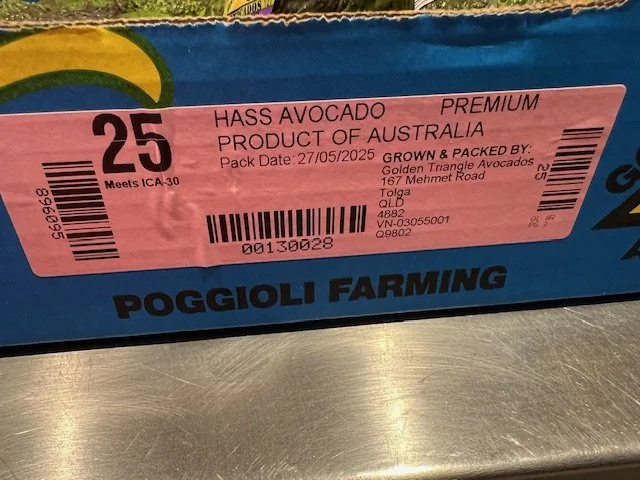 25
Meets ICA-30
896095
HASS AVOCADO PREMIUM
PRODUCT OF AUSTRALIA
Pack Date: 27/05/2025
00130028
GROWN & PACKED BY:
Golden Triangle Avocados
167 Mehmet Road
Tolga
QLD
4882
VN-03055001
Q9802
25
POGGIOLI FARMING